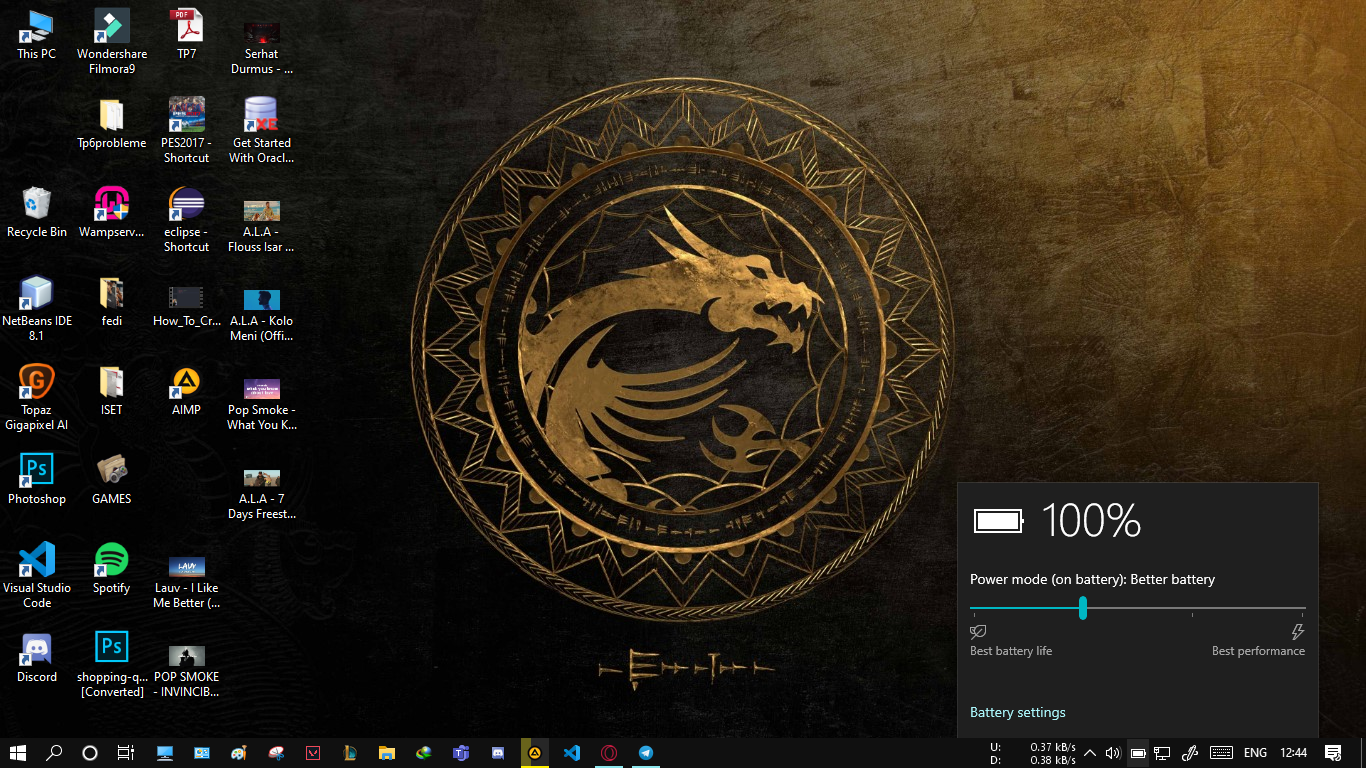 This PC
Wondershare
Filmora9
TP7
Serhat
Durmus - ...
Tp6probleme
PES2017 -
Shortcut
Get Started
With Oracl...
Recycle Bin
Wampserv...
eclipse -
Shortcut
A.L.A -
Flouss Isar ...
NetBeans IDE
8.1
fedi
How_To_Cr...
A.L.A - Kolo
Meni (Offi...
Topaz
Gigapixel AI
ISET
AIMP
Pop Smoke -
What You K...
Photoshop
GAMES
A.L.A - 7
Days Freest...
Visual Studio
Code
Spotify
Lauv - I Like
Me Better (...
Discord
shopping-q...
[Converted]
POP SMOKE
- INVINCIB...
100%
Power mode (on battery): Better battery
Best battery life
Best performance
Battery settings
U: 0.37 kB/s
D: 0.38 kB/s
ENG
12:44